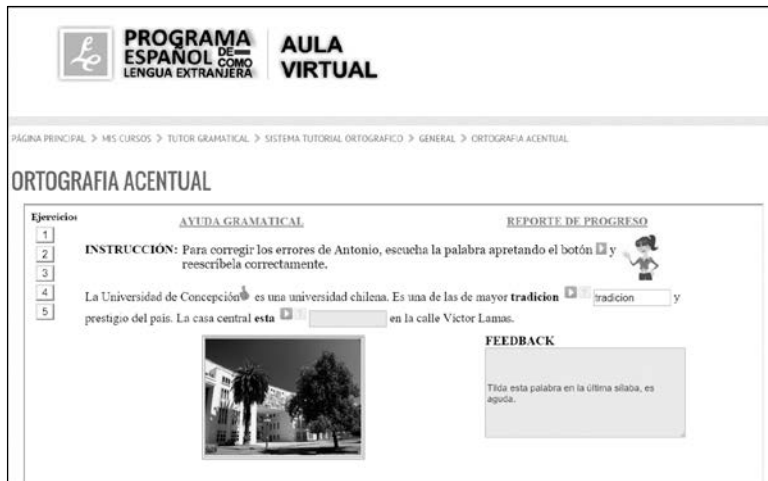 PROGRAMA
ESPAÑOL DE COMO
LENGUA EXTRANJERA
AULA
VIRTUAL
PÁGINA PRINCIPAL > MIS CURSOS > TUTOR GRAMATICAL > SISTEMA TUTORIAL ORTOGRAFICO > GENERAL > ORTOGRAFIA ACENTUAL
ORTOGRAFIA ACENTUAL
Ejercicios
1
2
3
4
5
AYUDA GRAMATICAL
REPORTE DE PROGRESO
INSTRUCCIÓN: Para corregir los errores de Antonio, escucha la palabra apretando el botón y
reescríbela correctamente.
La Universidad de Concepción es una universidad chilena. Es una de las de mayor tradicion ? tradicion y
prestigio del país. La casa central esta ? en la calle Víctor Lamas.
FEEDBACK
Tilda esta palabra en la última sílaba, es
aguda.